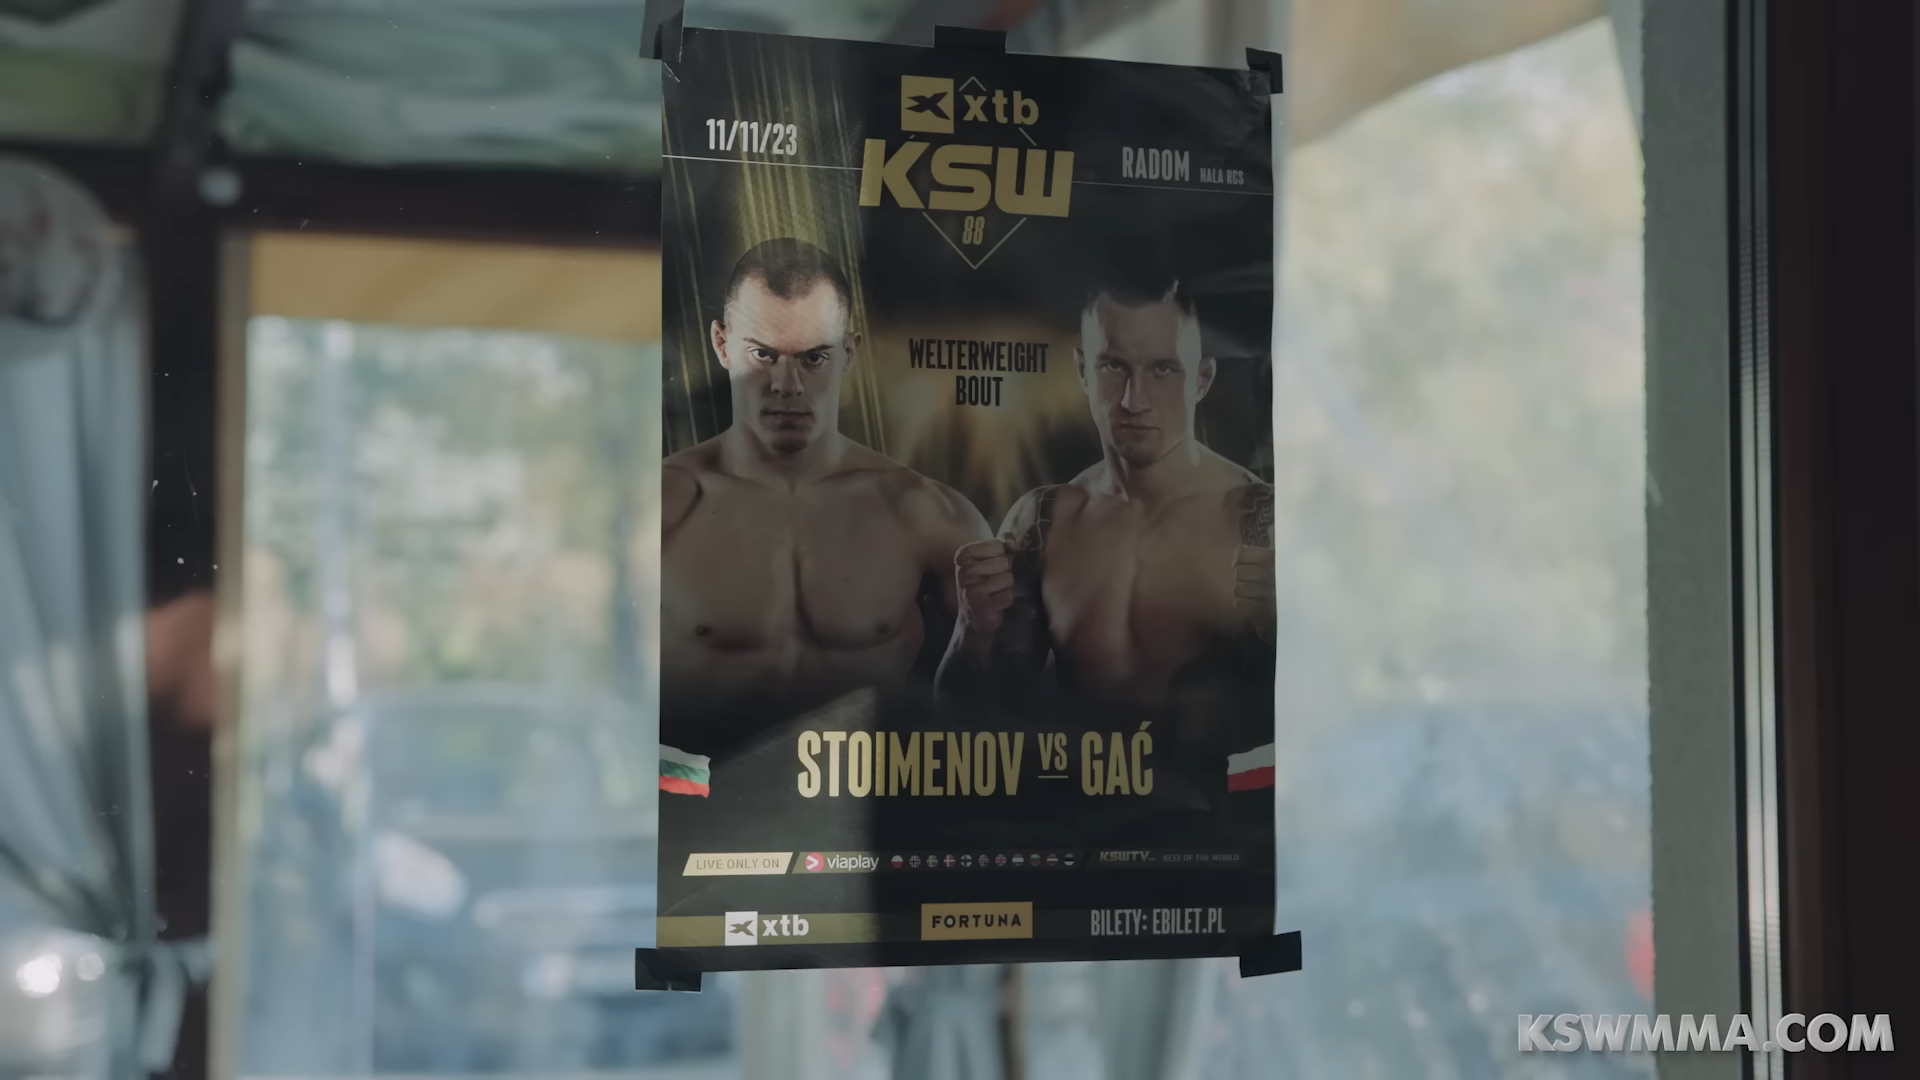 xtb
11/11/23
KSW
RADOM HALA RCS
88
WELTERWEIGHT
BOUT
STOIMENOV VS GAĆ
LIVE ONLY ON viaplay KSWTV REST OF THE WORLD
xtb FORTUNA BILETY: EBILET.PL
KSWMMA.COM